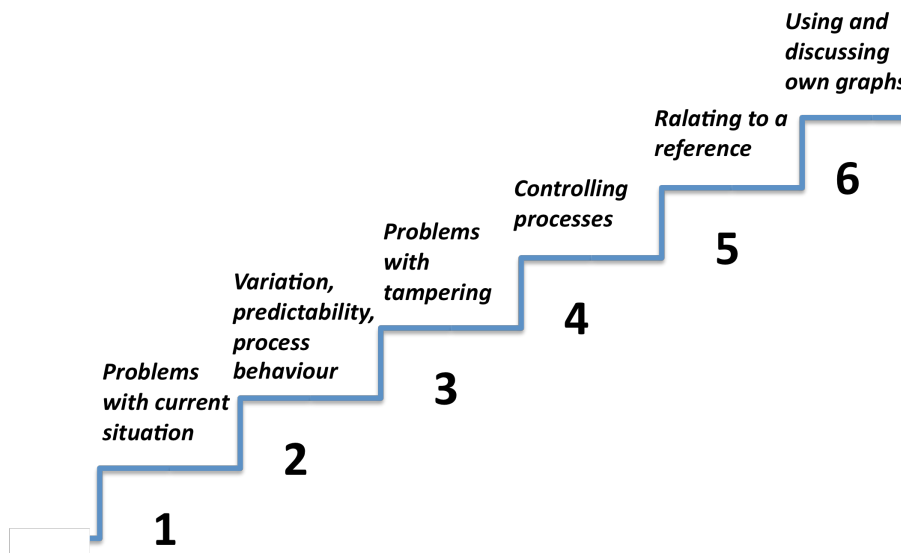 Using and
discussing
own graphs
Ralating to a
reference
6
Controlling
processes
5
Problems
with
tampering
4
Variation,
predictability,
process
behaviour
3
Problems
with current
situation
2
1